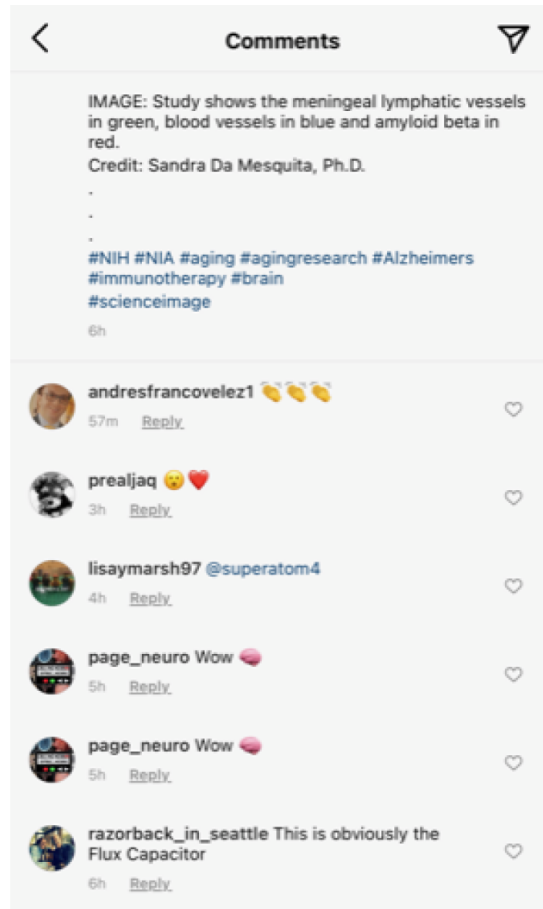 Comments
IMAGE: Study shows the meningeal lymphatic vessels
in green, blood vessels in blue and amyloid beta in
red.
Credit: Sandra Da Mesquita, Ph.D.
.
.
.
#NIH #NIA #aging #agingresearch #Alzheimers
#immunotherapy #brain
#scienceimage
6h
andresfrancovelez1 👏👏👏
57m Reply
prealjaq 😮❤️
3h Reply
lisaymarsh97 @superatom4
4h Reply
page_neuro Wow 🧠
5h Reply
page_neuro Wow 🧠
5h Reply
razorback_in_seattle This is obviously the
Flux Capacitor
6h Reply